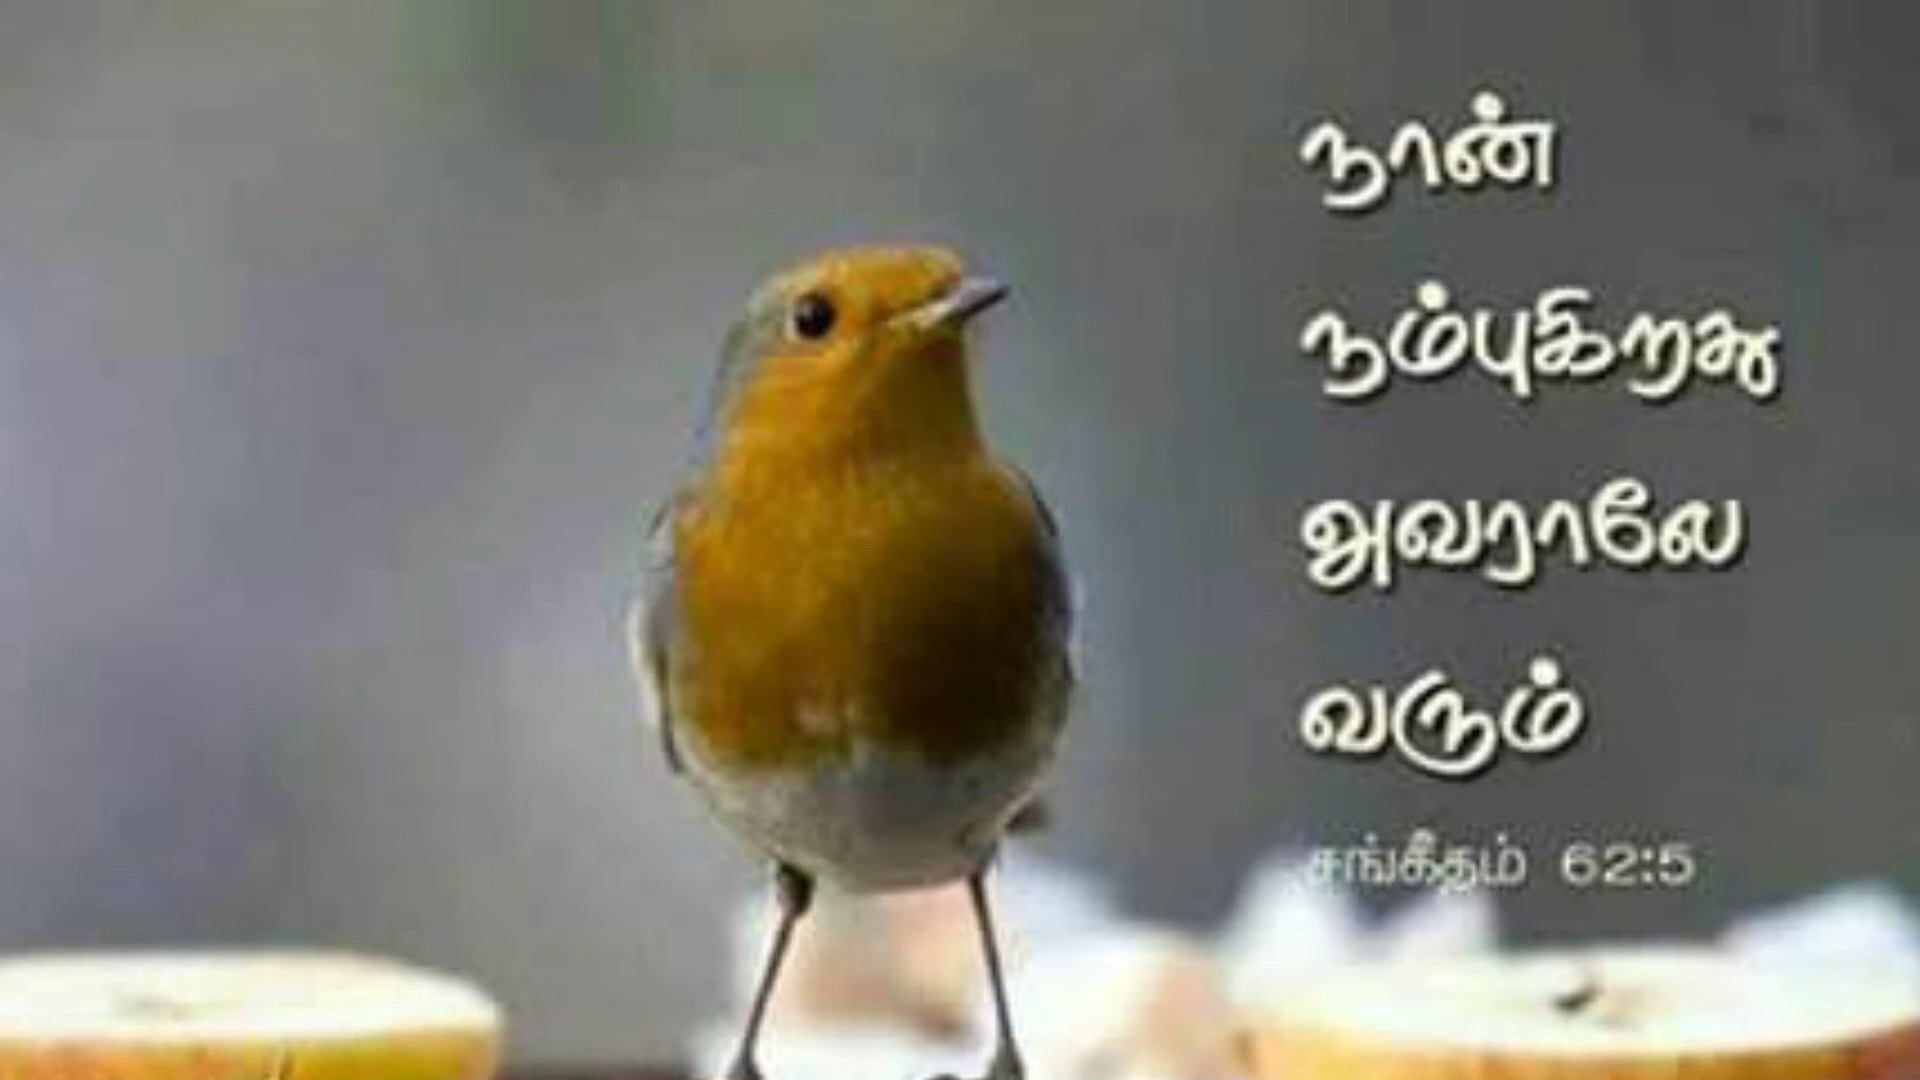 நான்
நம்புகிறது
அவராலே
வரும்
சங்கீதம் 62:5